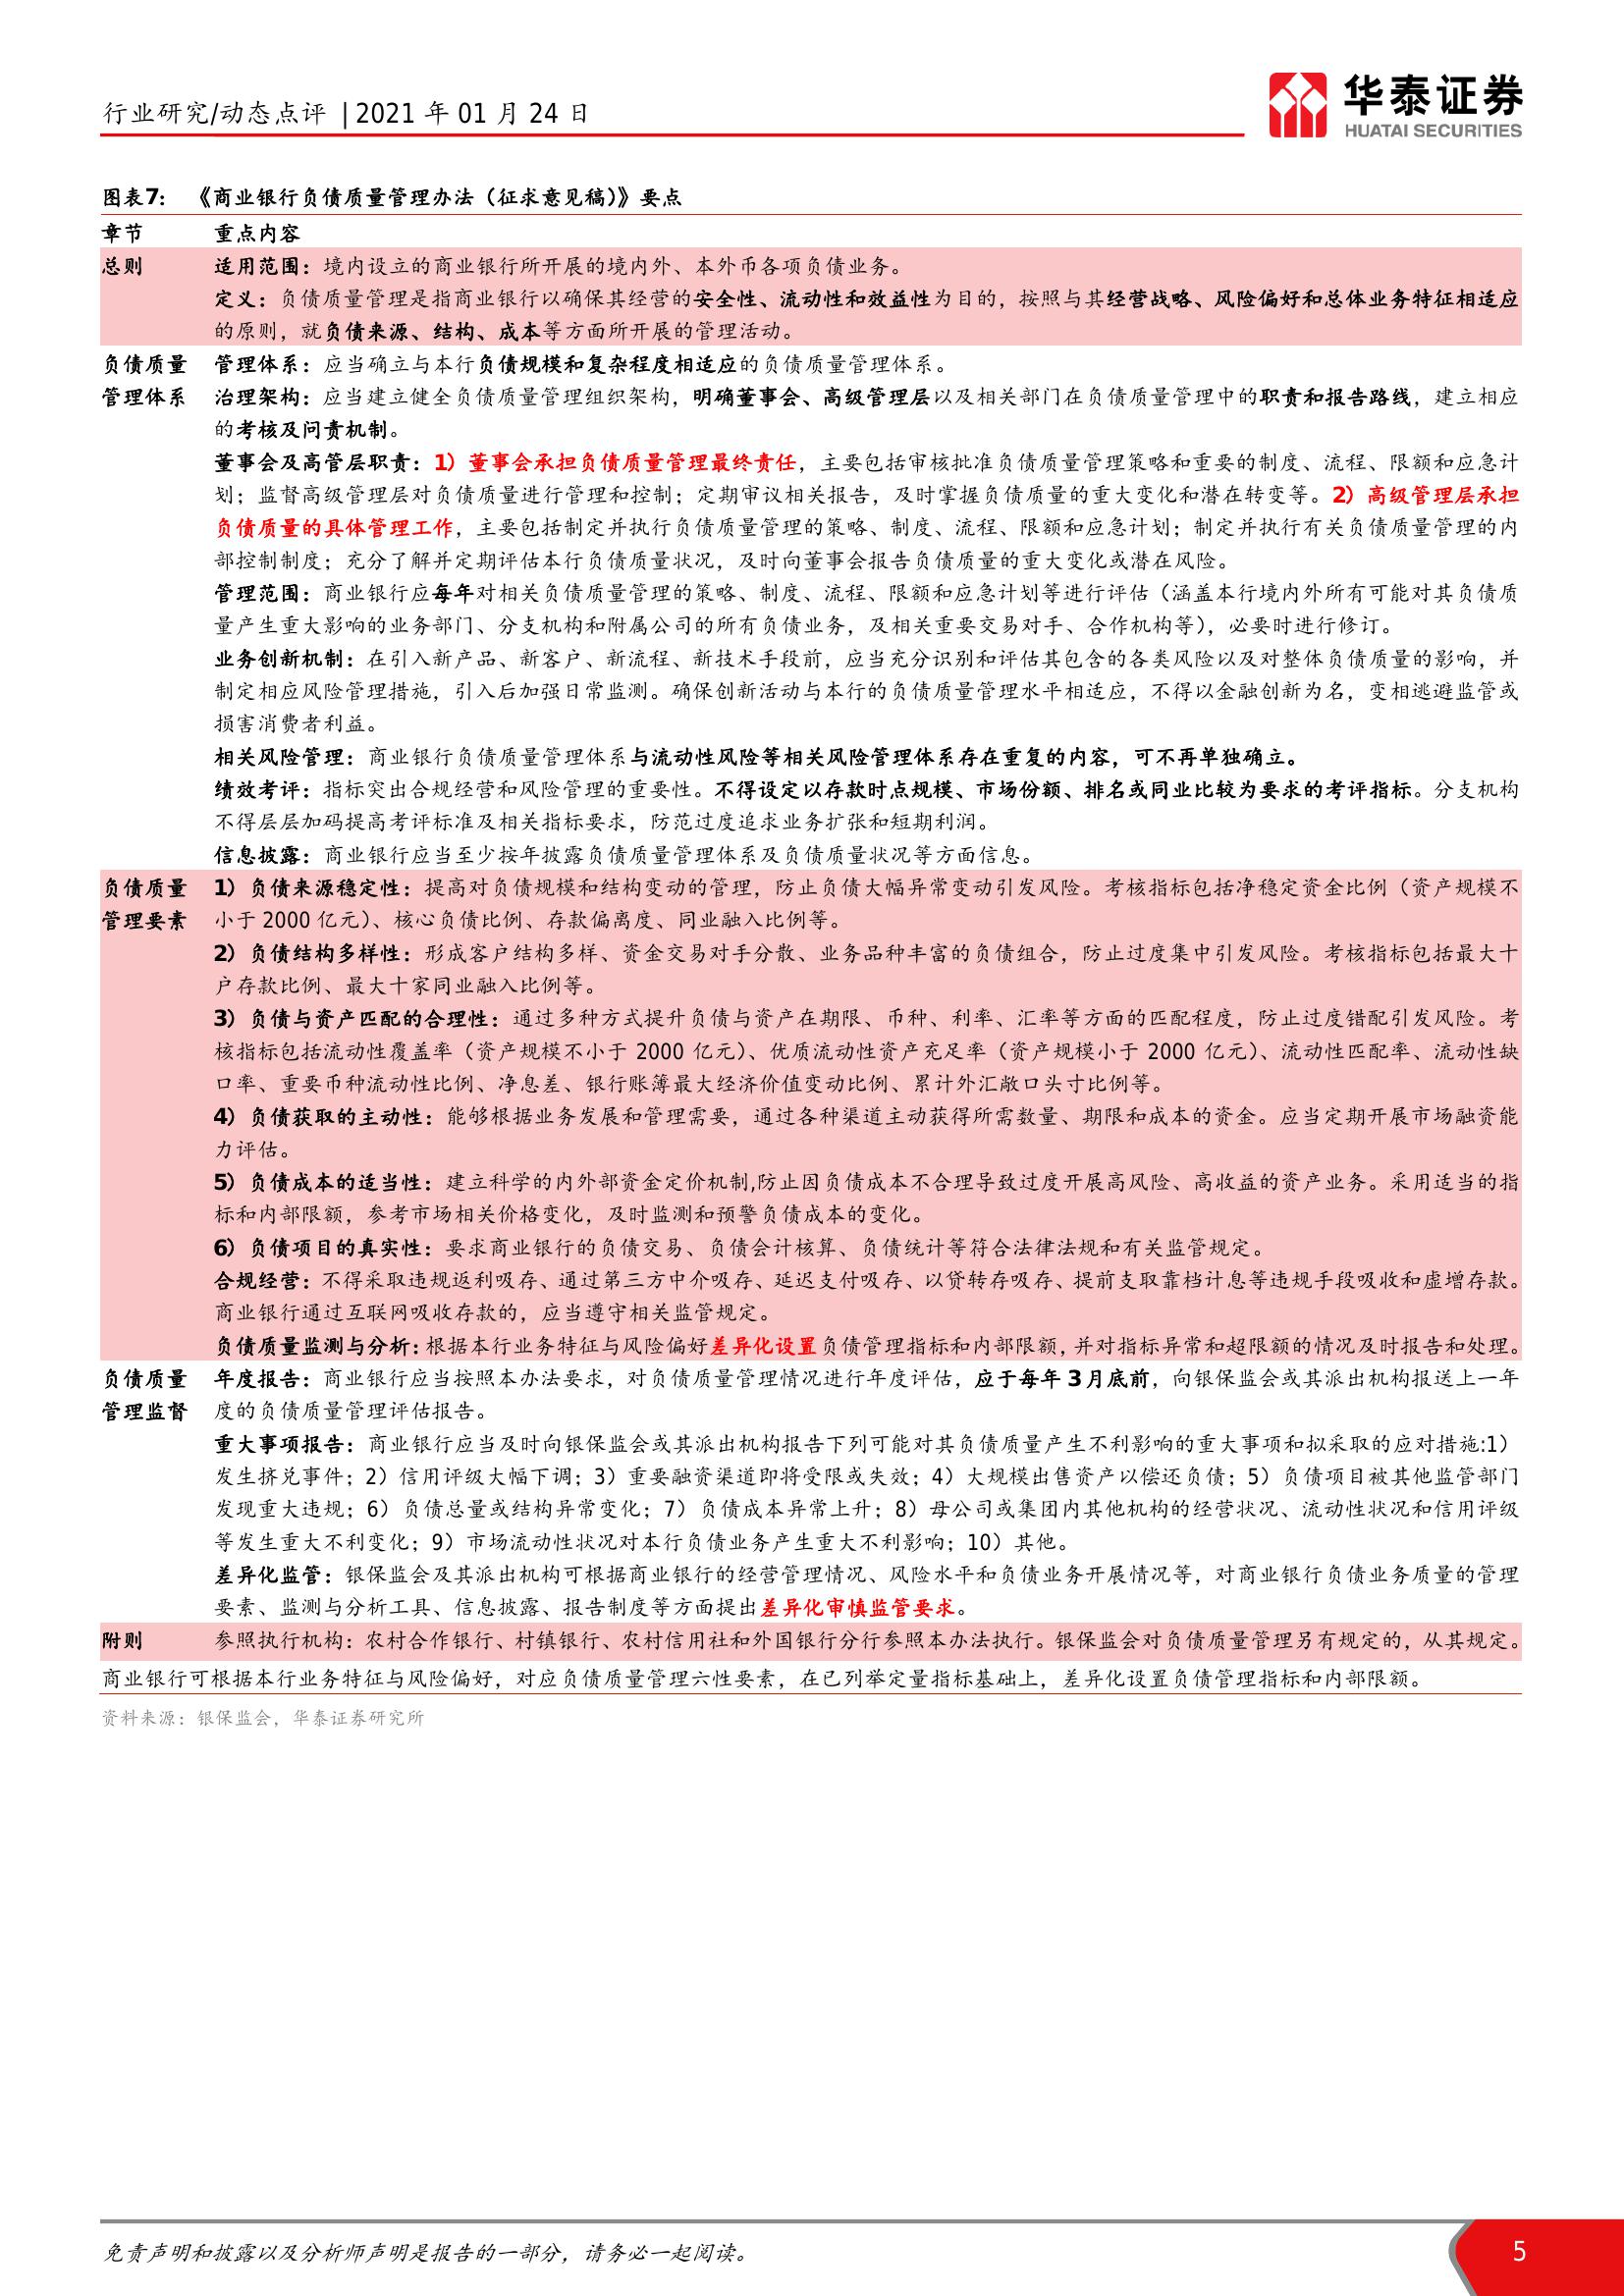 行业研究/动态点评 | 2021 年 01 月 24 日
华泰证券
HUATAI SECURITIES
图表7： 《商业银行负债质量管理办法（征求意见稿）》要点
章节 重点内容
总则 适用范围：境内设立的商业银行所开展的境内外、本外币各项负债业务。
定义：负债质量管理是指商业银行以确保其经营的安全性、流动性和效益性为目的，按照与其经营战略、风险偏好和总体业务特征相适应
的原则，就负债来源、结构、成本等方面所开展的管理活动。
负债质量 管理体系：应当确立与本行负债规模和复杂程度相适应的负债质量管理体系。
管理体系 治理架构：应当建立健全负债质量管理组织架构，明确董事会、高级管理层以及相关部门在负债质量管理中的职责和报告路线，建立相应
的考核及问责机制。
董事会及高管层职责：1）董事会承担负债质量管理最终责任，主要包括审核批准负债质量管理策略和重要的制度、流程、限额和应急计
划；监督高级管理层对负债质量进行管理和控制；定期审议相关报告，及时掌握负债质量的重大变化和潜在转变等。2）高级管理层承担
负债质量的具体管理工作，主要包括制定并执行负债质量管理的策略、制度、流程、限额和应急计划；制定并执行有关负债质量管理的内
部控制制度；充分了解并定期评估本行负债质量状况，及时向董事会报告负债质量的重大变化或潜在风险。
管理范围：商业银行应每年对相关负债质量管理的策略、制度、流程、限额和应急计划等进行评估（涵盖本行境内外所有可能对其负债质
量产生重大影响的业务部门、分支机构和附属公司的所有负债业务，及相关重要交易对手、合作机构等），必要时进行修订。
业务创新机制：在引入新产品、新客户、新流程、新技术手段前，应当充分识别和评估其包含的各类风险以及对整体负债质量的影响，并
制定相应风险管理措施，引入后加强日常监测。确保创新活动与本行的负债质量管理水平相适应，不得以金融创新为名，变相逃避监管或
损害消费者利益。
相关风险管理：商业银行负债质量管理体系与流动性风险等相关风险管理体系存在重复的内容，可不再单独确立。
绩效考评：指标突出合规经营和风险管理的重要性。不得设定以存款时点规模、市场份额、排名或同业比较为要求的考评指标。分支机构
不得层层加码提高考评标准及相关指标要求，防范过度追求业务扩张和短期利润。
信息披露：商业银行应当至少按年披露负债质量管理体系及负债质量状况等方面信息。
负债质量 1）负债来源稳定性：提高对负债规模和结构变动的管理，防止负债大幅异常变动引发风险。考核指标包括净稳定资金比例（资产规模不
管理要素 小于 2000 亿元）、核心负债比例、存款偏离度、同业融入比例等。
2）负债结构多样性：形成客户结构多样、资金交易对手分散、业务品种丰富的负债组合，防止过度集中引发风险。考核指标包括最大十
户存款比例、最大十家同业融入比例等。
3）负债与资产匹配的合理性：通过多种方式提升负债与资产在期限、币种、利率、汇率等方面的匹配程度，防止过度错配引发风险。考
核指标包括流动性覆盖率（资产规模不小于 2000 亿元）、优质流动性资产充足率（资产规模小于 2000 亿元）、流动性匹配率、流动性缺
口率、重要币种流动性比例、净息差、银行账簿最大经济价值变动比例、累计外汇敞口头寸比例等。
4）负债获取的主动性：能够根据业务发展和管理需要，通过各种渠道主动获得所需数量、期限和成本的资金。应当定期开展市场融资能
力评估。
5）负债成本的适当性：建立科学的内外部资金定价机制,防止因负债成本不合理导致过度开展高风险、高收益的资产业务。采用适当的指
标和内部限额，参考市场相关价格变化，及时监测和预警负债成本的变化。
6）负债项目的真实性：要求商业银行的负债交易、负债会计核算、负债统计等符合法律法规和有关监管规定。
合规经营：不得采取违规返利吸存、通过第三方中介吸存、延迟支付吸存、以贷转存吸存、提前支取靠档计息等违规手段吸收和虚增存款。
商业银行通过互联网吸收存款的，应当遵守相关监管规定。
负债质量监测与分析：根据本行业务特征与风险偏好差异化设置负债管理指标和内部限额，并对指标异常和超限额的情况及时报告和处理。
负债质量 年度报告：商业银行应当按照本办法要求，对负债质量管理情况进行年度评估，应于每年 3 月底前，向银保监会或其派出机构报送上一年
管理监督 度的负债质量管理评估报告。
重大事项报告：商业银行应当及时向银保监会或其派出机构报告下列可能对其负债质量产生不利影响的重大事项和拟采取的应对措施:1）
发生挤兑事件；2）信用评级大幅下调；3）重要融资渠道即将受限或失效；4）大规模出售资产以偿还负债；5）负债项目被其他监管部门
发现重大违规；6）负债总量或结构异常变化；7）负债成本异常上升；8）母公司或集团内其他机构的经营状况、流动性状况和信用评级
等发生重大不利变化；9）市场流动性状况对本行负债业务产生重大不利影响；10）其他。
差异化监管：银保监会及其派出机构可根据商业银行的经营管理情况、风险水平和负债业务开展情况等，对商业银行负债业务质量的管理
要素、监测与分析工具、信息披露、报告制度等方面提出差异化审慎监管要求。
附则 参照执行机构：农村合作银行、村镇银行、农村信用社和外国银行分行参照本办法执行。银保监会对负债质量管理另有规定的，从其规定。
商业银行可根据本行业务特征与风险偏好，对应负债质量管理六性要素，在已列举定量指标基础上，差异化设置负债管理指标和内部限额。
资料来源：银保监会，华泰证券研究所
免责声明和披露以及分析师声明是报告的一部分，请务必一起阅读。
5